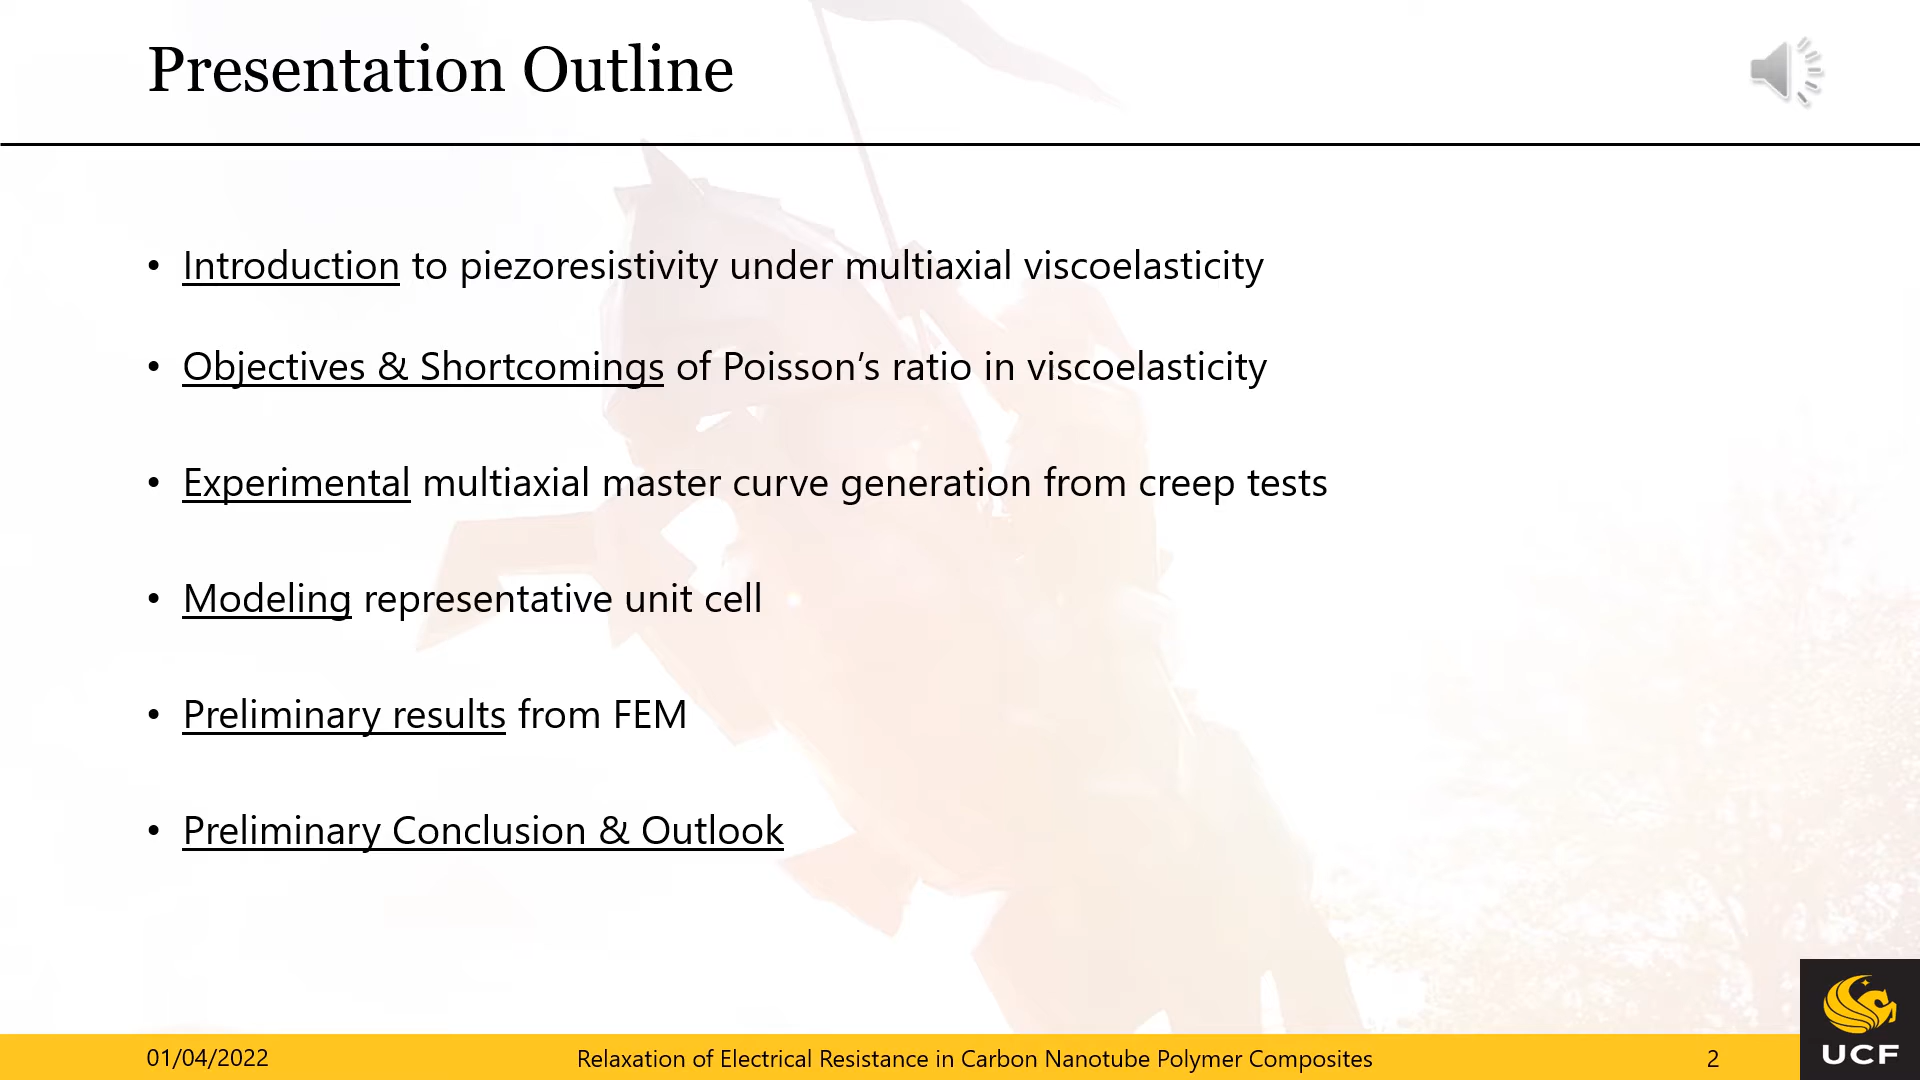 Presentation Outline
• Introduction to piezoresistivity under multiaxial viscoelasticity
• Objectives & Shortcomings of Poisson’s ratio in viscoelasticity
• Experimental multiaxial master curve generation from creep tests
• Modeling representative unit cell
• Preliminary results from FEM
• Preliminary Conclusion & Outlook
01/04/2022
Relaxation of Electrical Resistance in Carbon Nanotube Polymer Composites
2
UCF